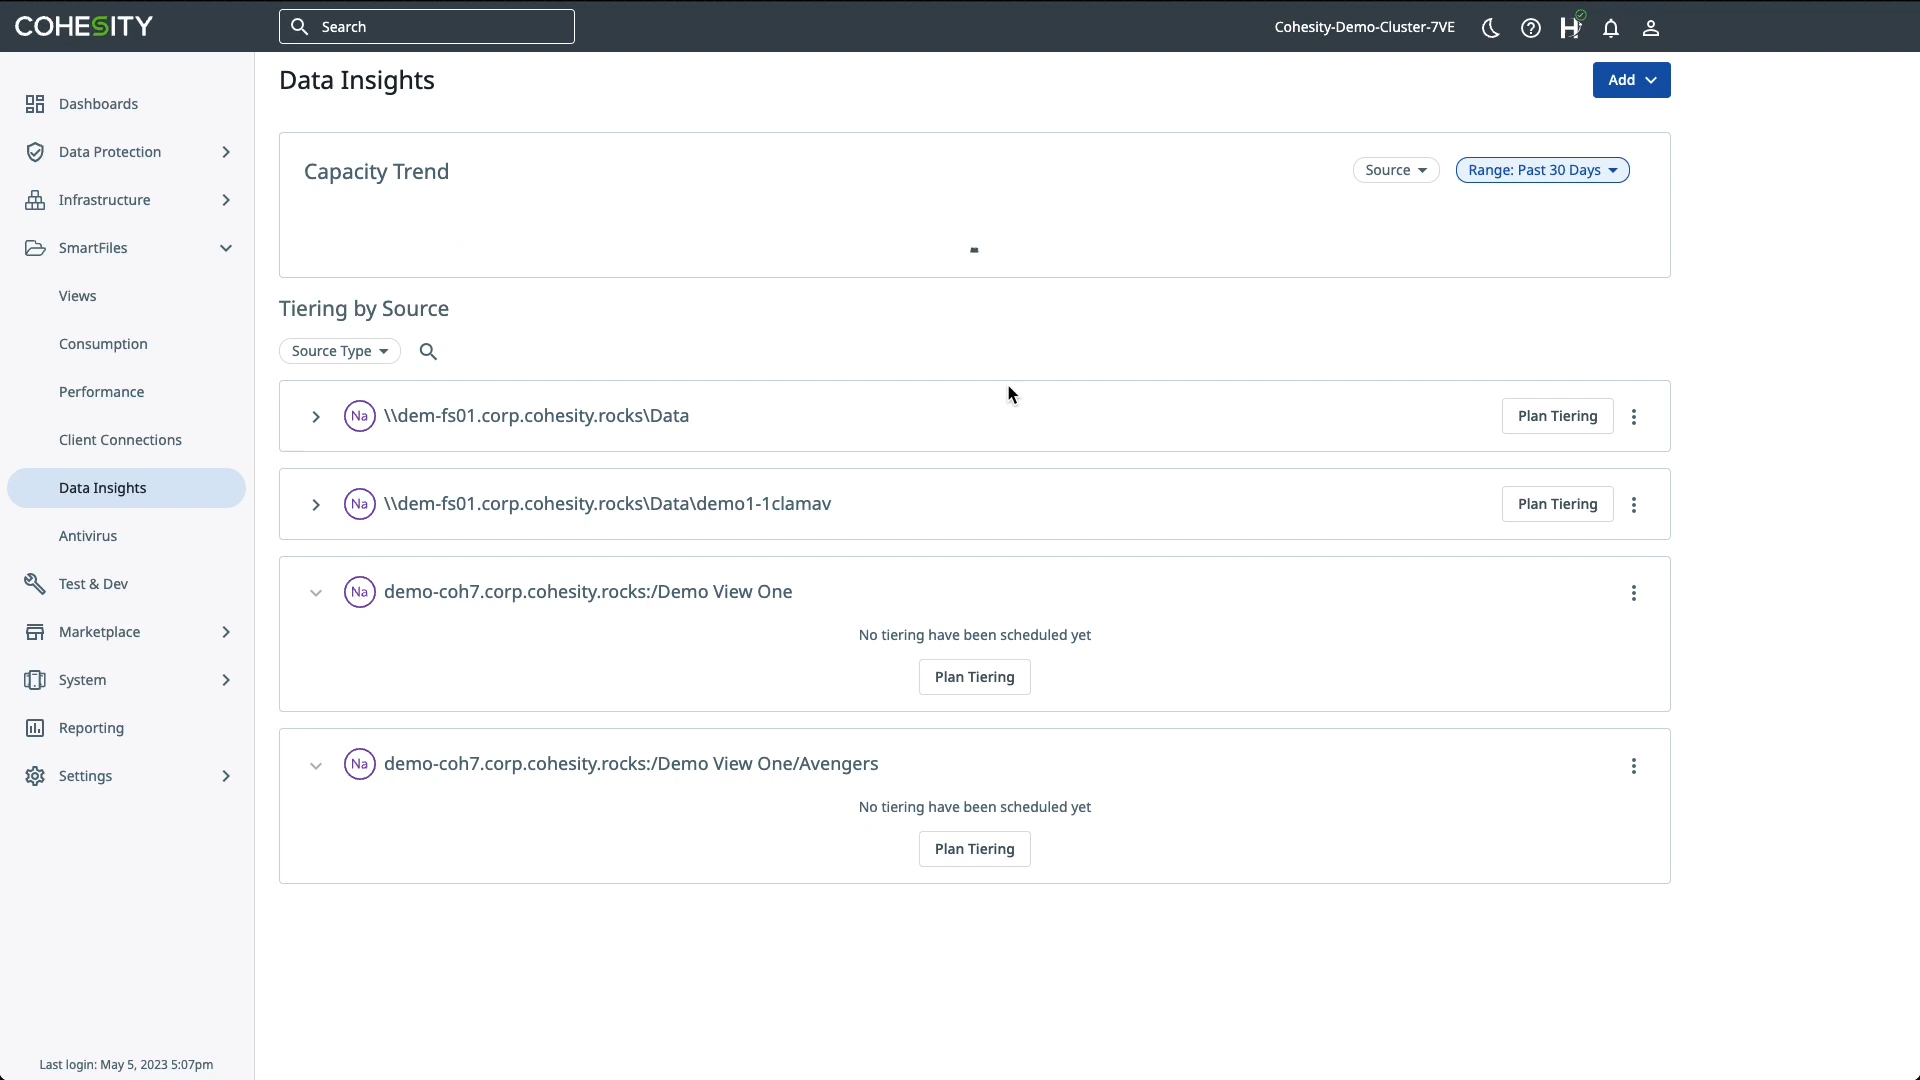 COHESITY
Search
Cohesity-Demo-Cluster-7VE
Dashboards
Data Protection
Infrastructure
SmartFiles
Views
Consumption
Performance
Client Connections
Data Insights
Antivirus
Test & Dev
Marketplace
System
Reporting
Settings
Last login: May 5, 2023 5:07pm
Data Insights
Add
Capacity Trend
Source
Range: Past 30 Days
Tiering by Source
Source Type
Na \\dem-fs01.corp.cohesity.rocks\Data
Plan Tiering
Na \\dem-fs01.corp.cohesity.rocks\Data\demo1-1clamav
Plan Tiering
Na demo-coh7.corp.cohesity.rocks:/Demo View One
No tiering have been scheduled yet
Plan Tiering
Na demo-coh7.corp.cohesity.rocks:/Demo View One/Avengers
No tiering have been scheduled yet
Plan Tiering